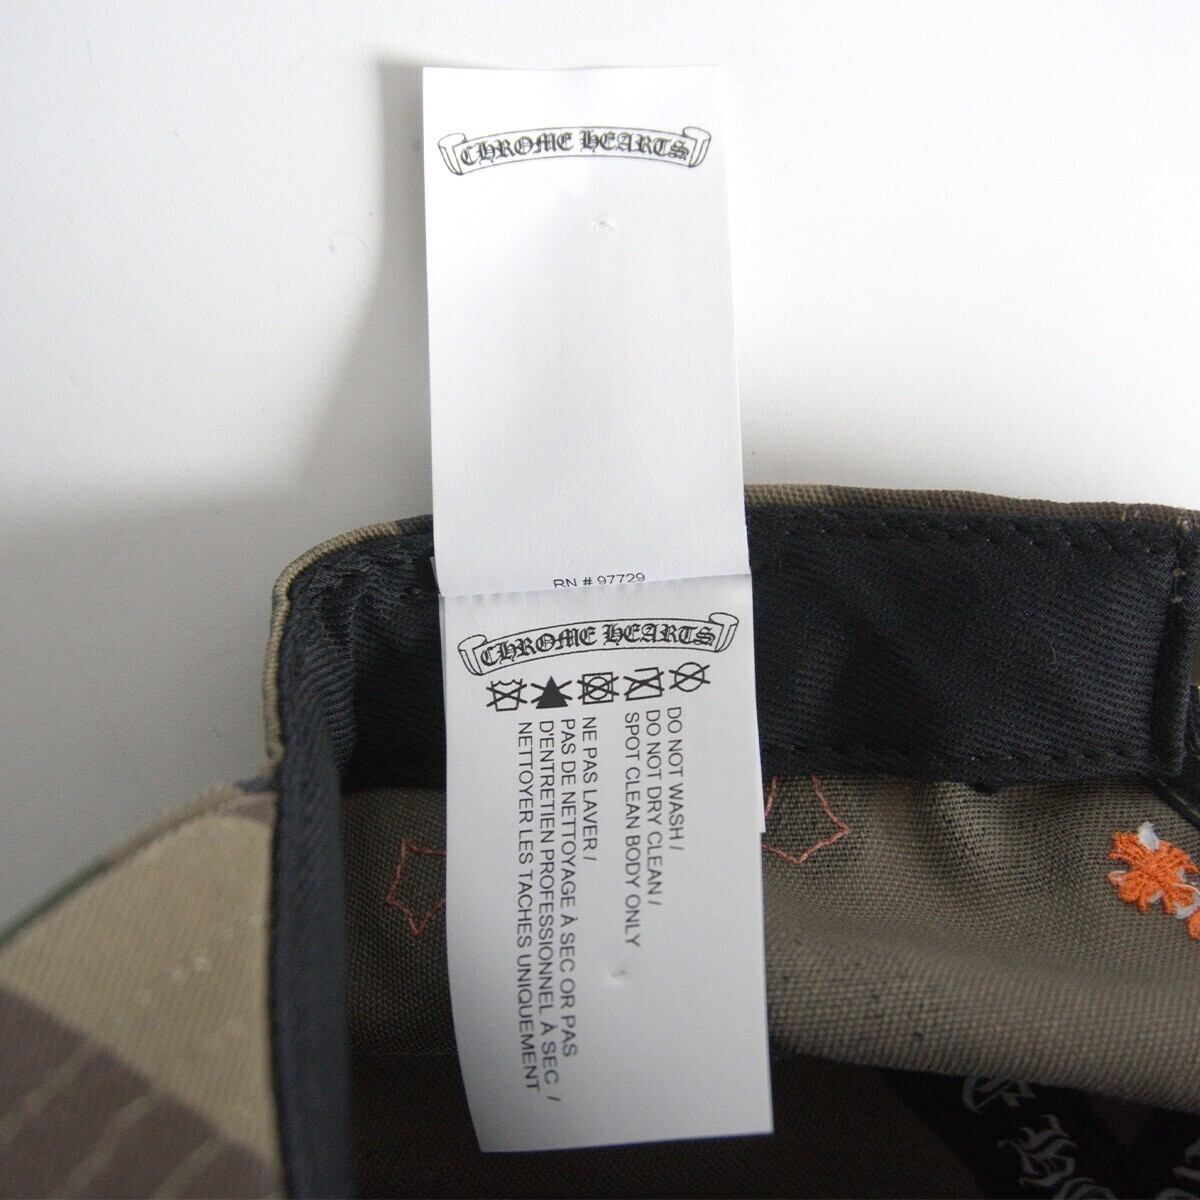 CHROME HEARTS
RN # 97729
CHROME HEARTS
DO NOT WASH /
DO NOT DRY CLEAN /
SPOT CLEAN BODY ONLY
NE PAS LAVER /
PAS DE NETTOYAGE À SEC OR PAS
D'ENTRETIEN PROFESSIONNEL À SEC /
NETTOYER LES TACHES UNIQUEMENT